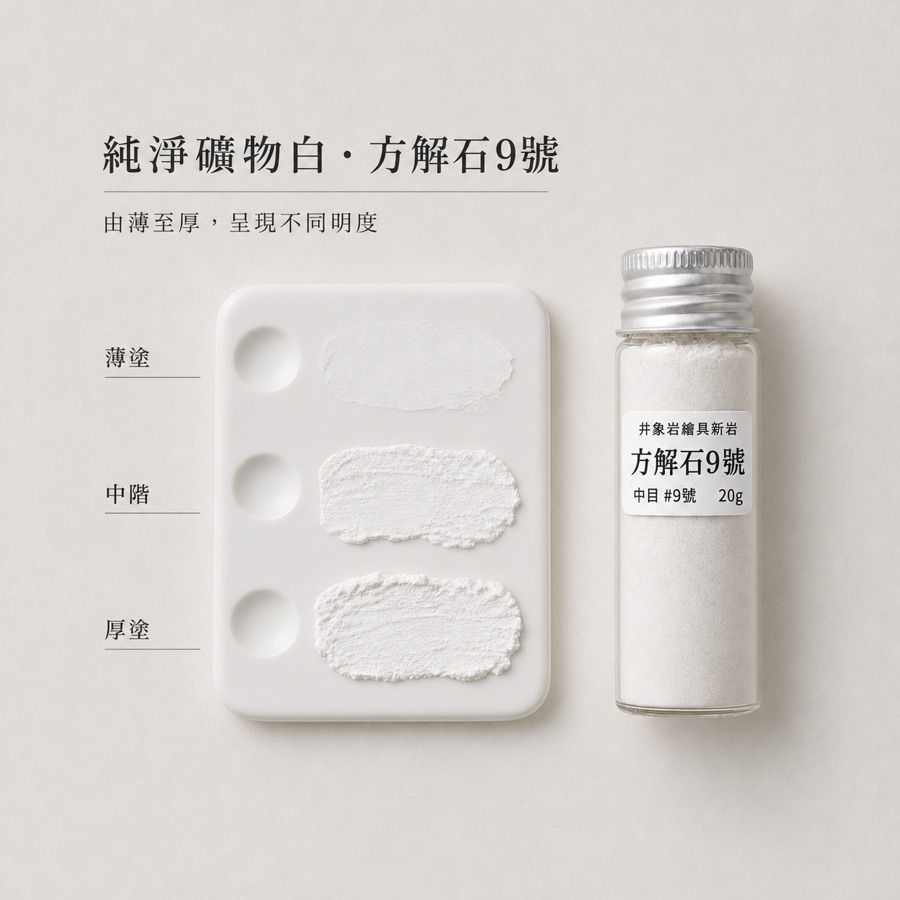 純淨礦物白·方解石9號
由薄至厚，呈現不同明度
薄塗
中階
厚塗
井象岩繪具新岩
方解石9號
中目 #9號 20g